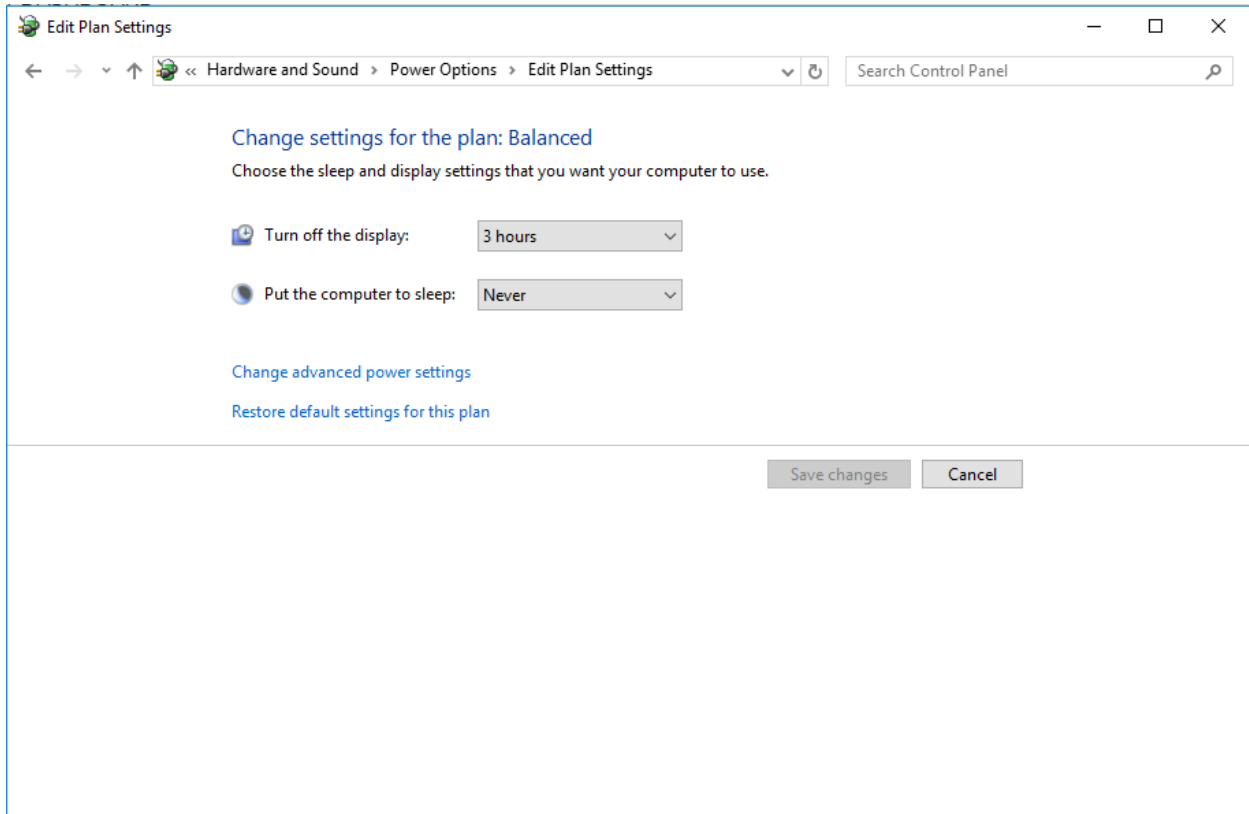 Edit Plan Settings
« Hardware and Sound > Power Options > Edit Plan Settings
Search Control Panel
Change settings for the plan: Balanced
Choose the sleep and display settings that you want your computer to use.
Turn off the display: 3 hours
Put the computer to sleep: Never
Change advanced power settings
Restore default settings for this plan
Save changes Cancel